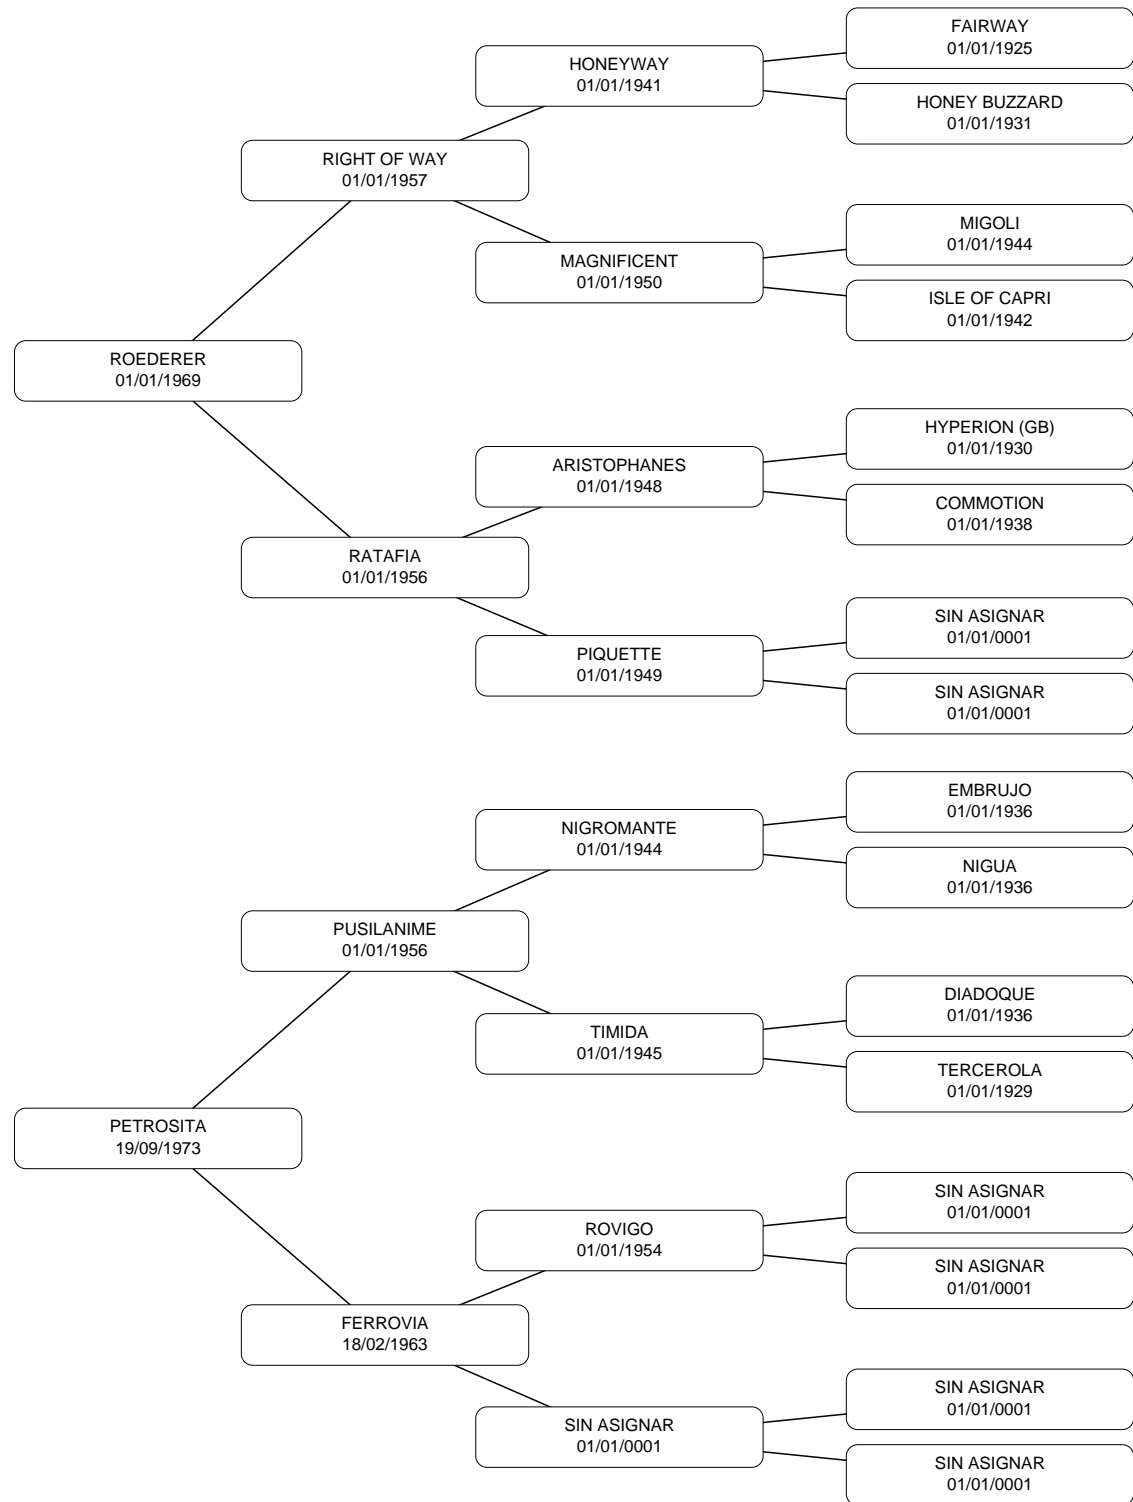 FAIRWAY
01/01/1925
HONEYWAY
01/01/1941
HONEY BUZZARD
01/01/1931
RIGHT OF WAY
01/01/1957
MIGOLI
01/01/1944
MAGNIFICENT
01/01/1950
ISLE OF CAPRI
01/01/1942
ROEDERER
01/01/1969
HYPERION (GB)
01/01/1930
ARISTOPHANES
01/01/1948
COMMOTION
01/01/1938
RATAFIA
01/01/1956
SIN ASIGNAR
01/01/0001
PIQUETTE
01/01/1949
SIN ASIGNAR
01/01/0001
EMBRUJO
01/01/1936
NIGROMANTE
01/01/1944
NIGUA
01/01/1936
PUSILANIME
01/01/1956
DIADOQUE
01/01/1936
TIMIDA
01/01/1945
TERCEROLA
01/01/1929
PETROSITA
19/09/1973
SIN ASIGNAR
01/01/0001
ROVIGO
01/01/1954
SIN ASIGNAR
01/01/0001
FERROVIA
18/02/1963
SIN ASIGNAR
01/01/0001
SIN ASIGNAR
01/01/0001
SIN ASIGNAR
01/01/0001